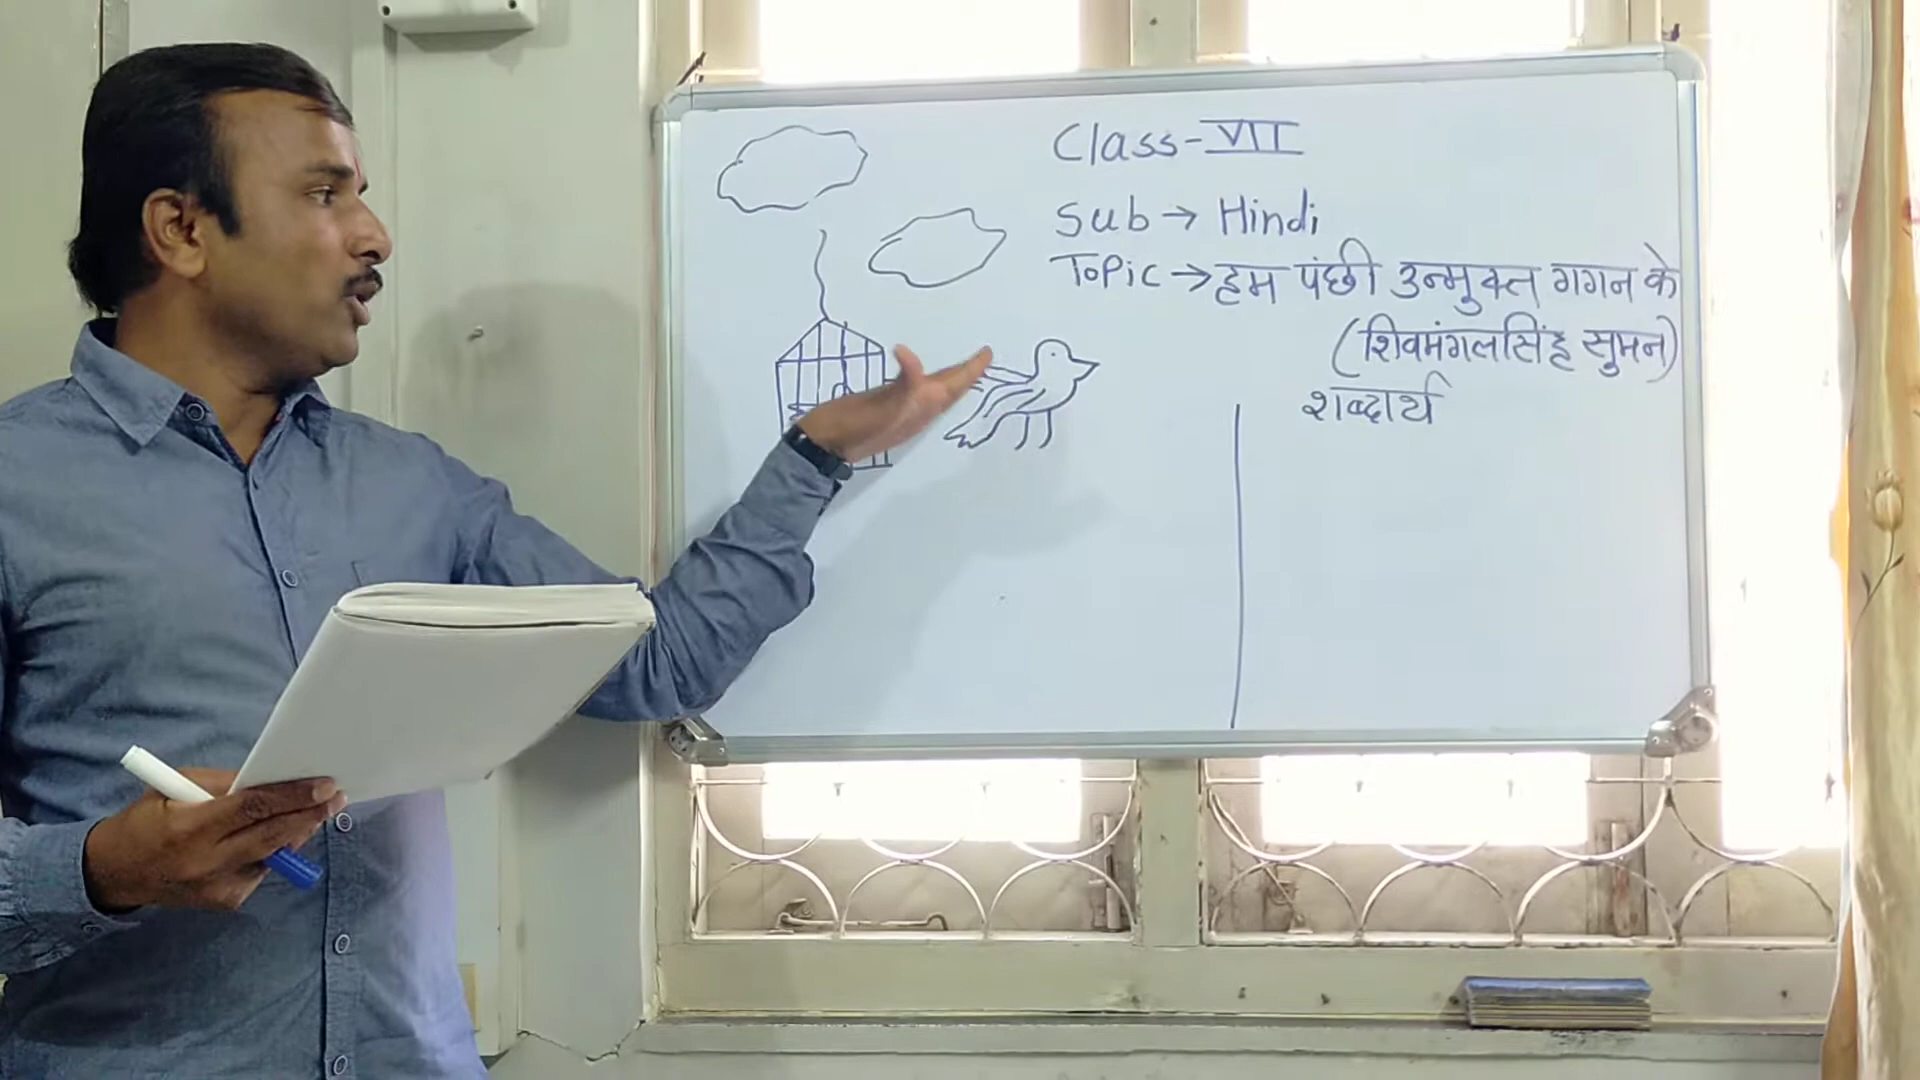 Class-VII
Sub → Hindi
Topic → हम पंछी उन्मुक्त गगन के
(शिवमंगलसिंह सुमन)
शब्दार्थ